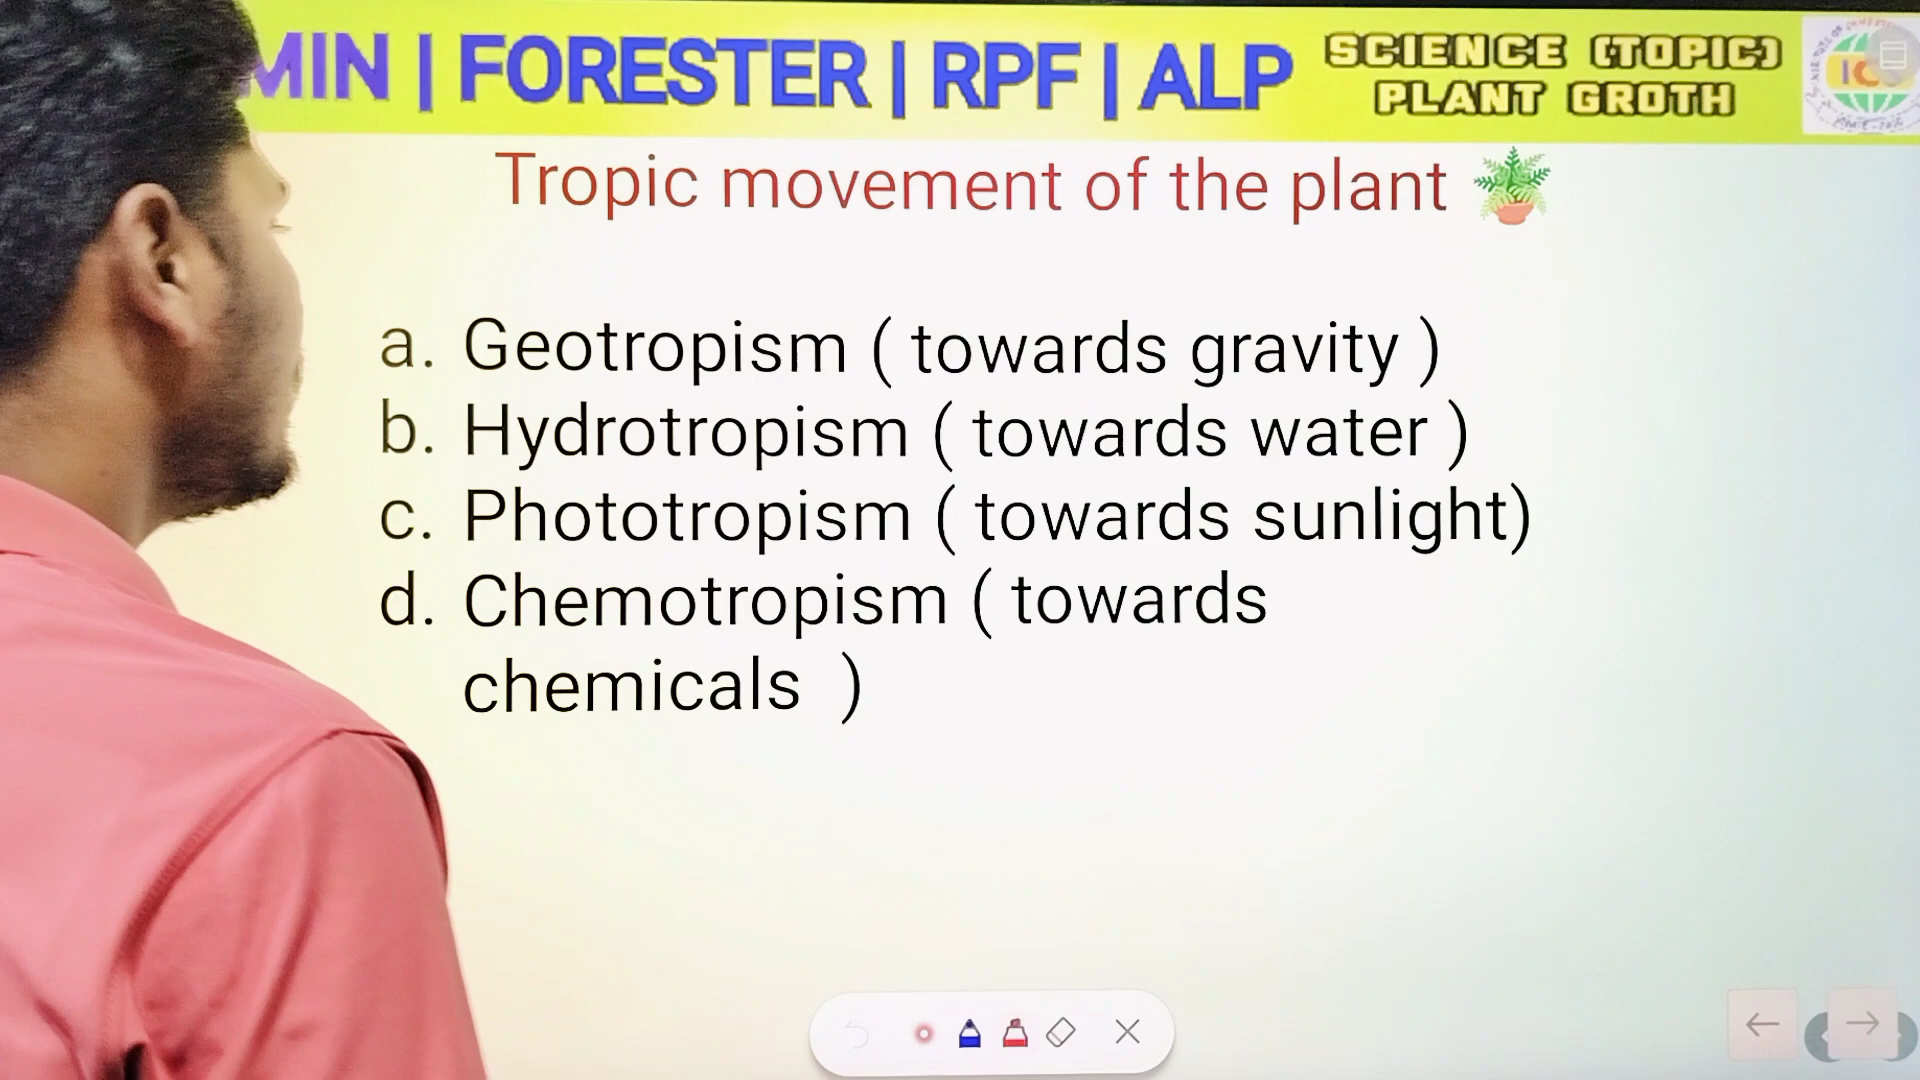 MIN | FORESTER | RPF | ALP
SCIENCE (TOPIC)
PLANT GROTH
Tropic movement of the plant
a. Geotropism ( towards gravity )
b. Hydrotropism ( towards water )
c. Phototropism ( towards sunlight)
d. Chemotropism ( towards
chemicals )